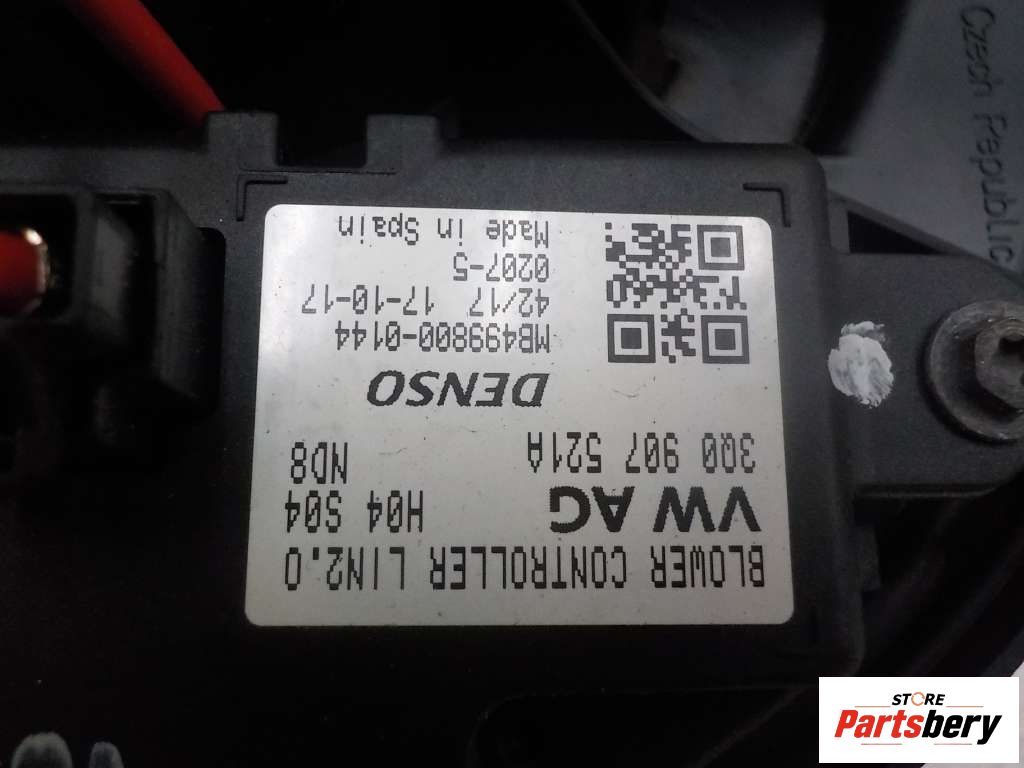 BLOWER CONTROLLER LIN2.0
VW AG H04 S04
3Q0 907 521A ND8
DENSO
MB499800-0144
42/17 17-10-17
0207-5
Made in Spain
Czech Republic
STORE
Partsbery